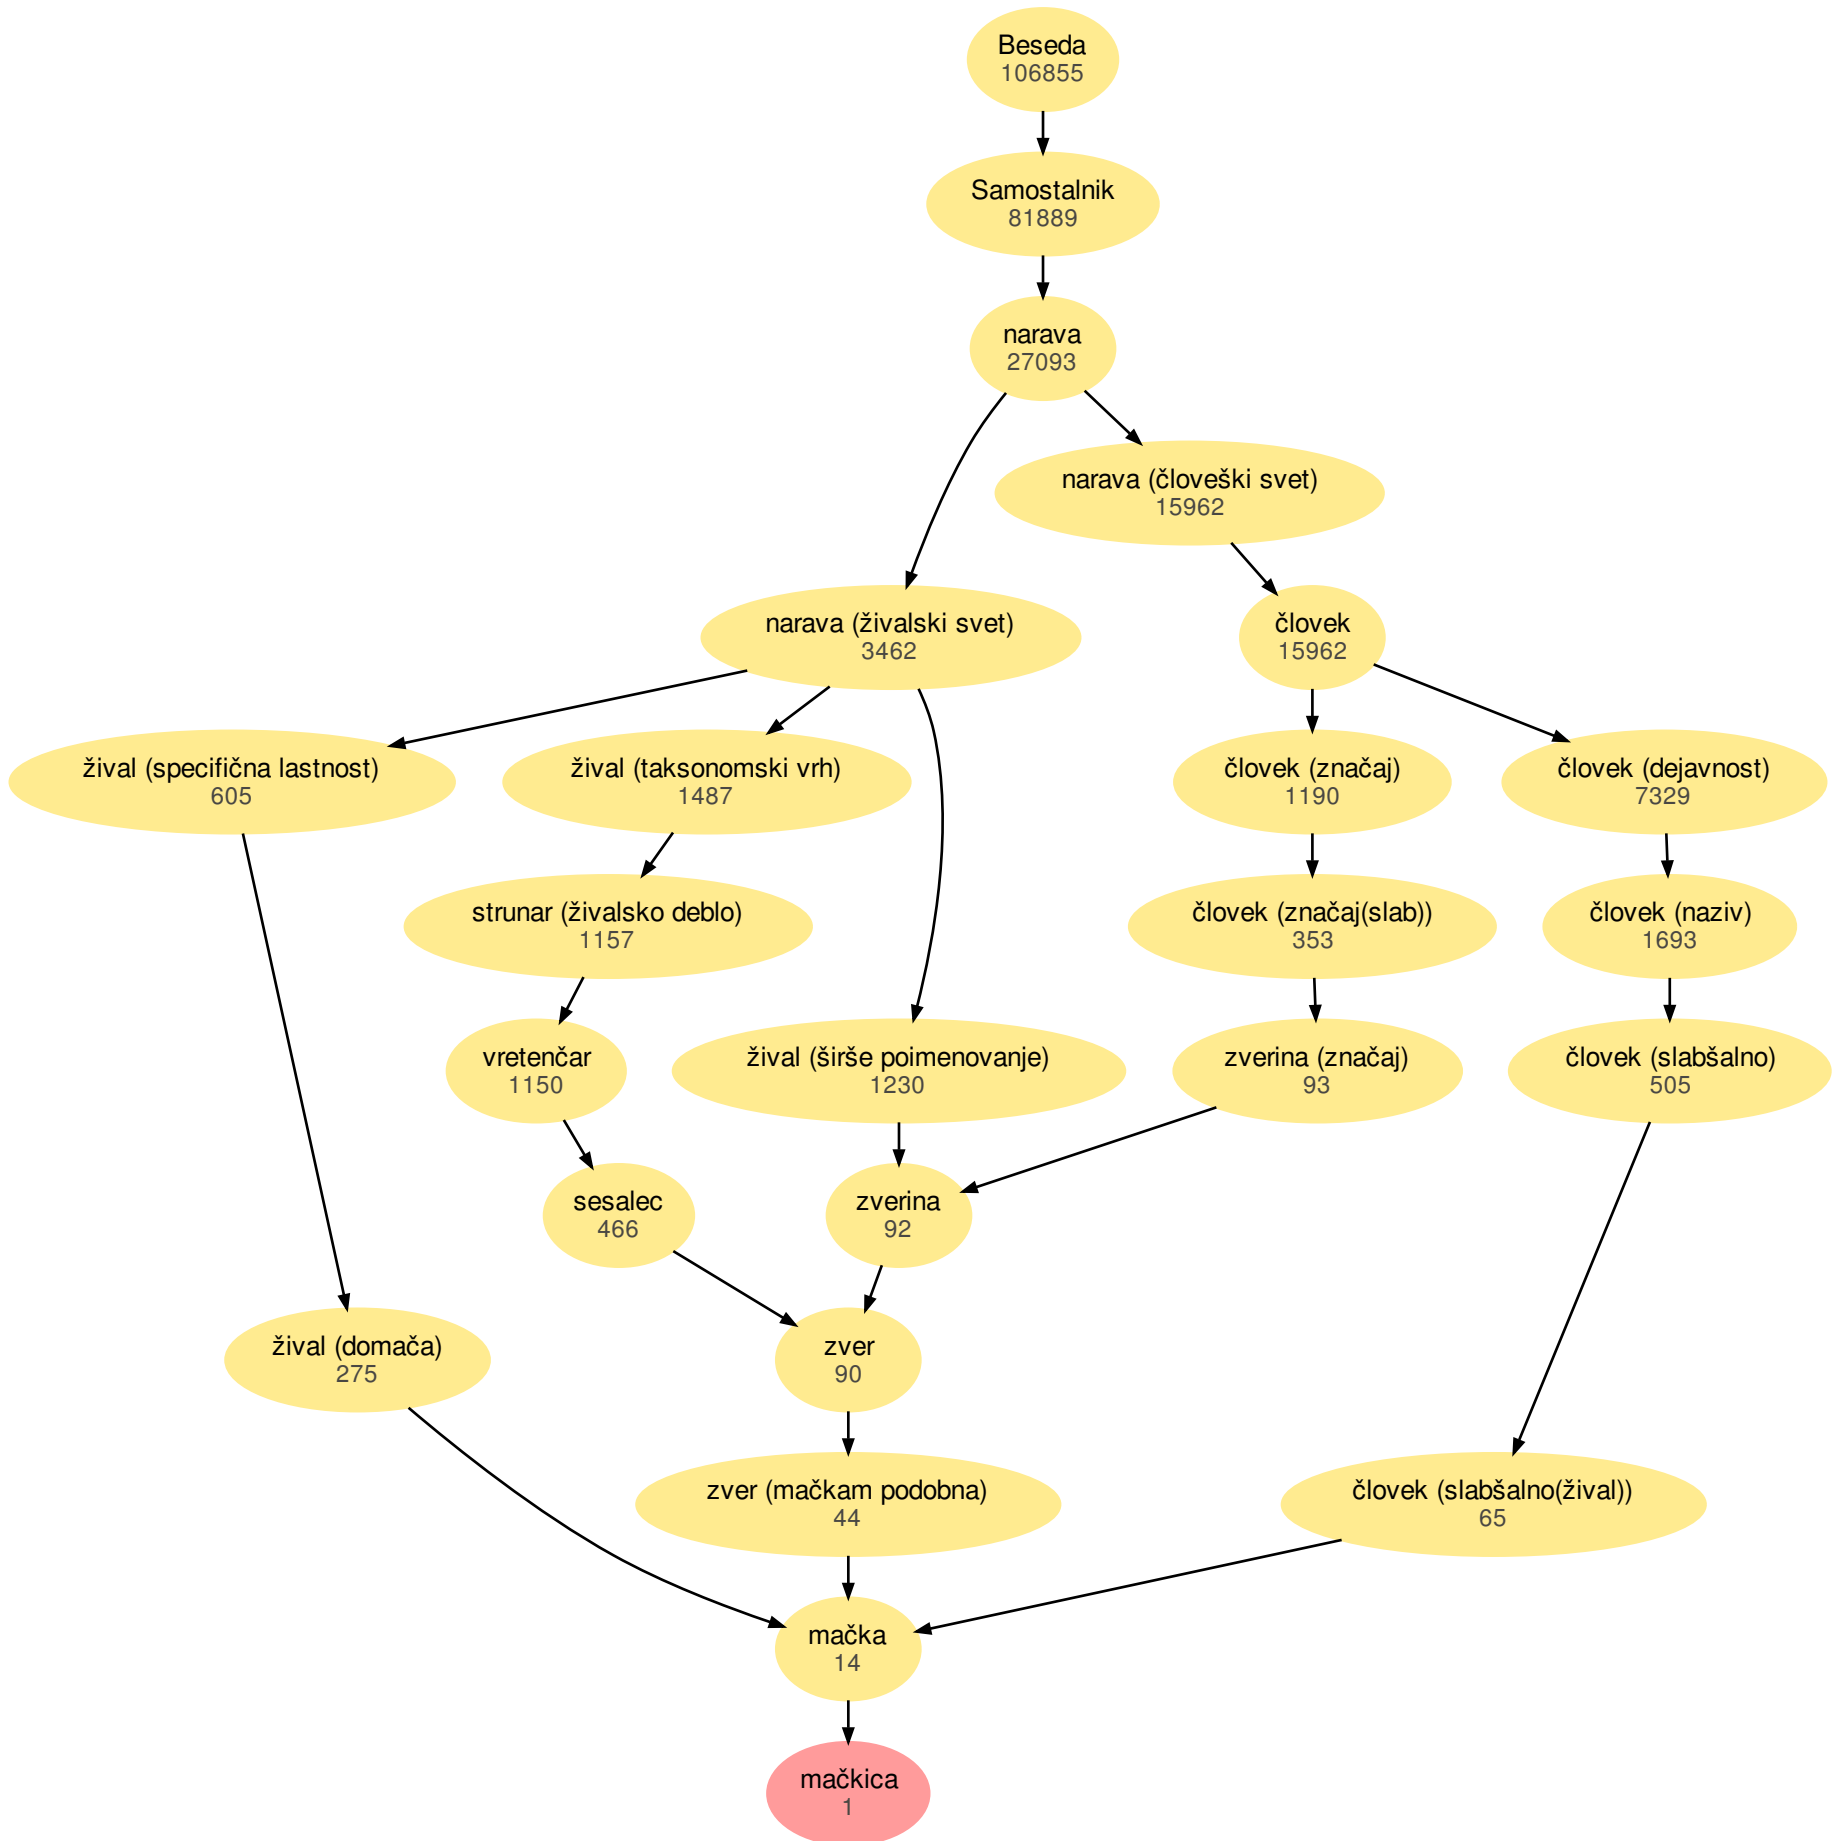 Beseda
106855
Samostalnik
81889
narava
27093
narava (človeški svet)
15962
narava (živalski svet)
3462
človek
15962
žival (specifična lastnost)
605
žival (taksonomski vrh)
1487
človek (značaj)
1190
človek (dejavnost)
7329
strunar (živalsko deblo)
1157
človek (značaj(slab))
353
človek (naziv)
1693
vretenčar
1150
žival (širše poimenovanje)
1230
zverina (značaj)
93
človek (slabšalno)
505
sesalec
466
zverina
92
žival (domača)
275
zver
90
zver (mačkam podobna)
44
človek (slabšalno(žival))
65
mačka
14
mačkica
1